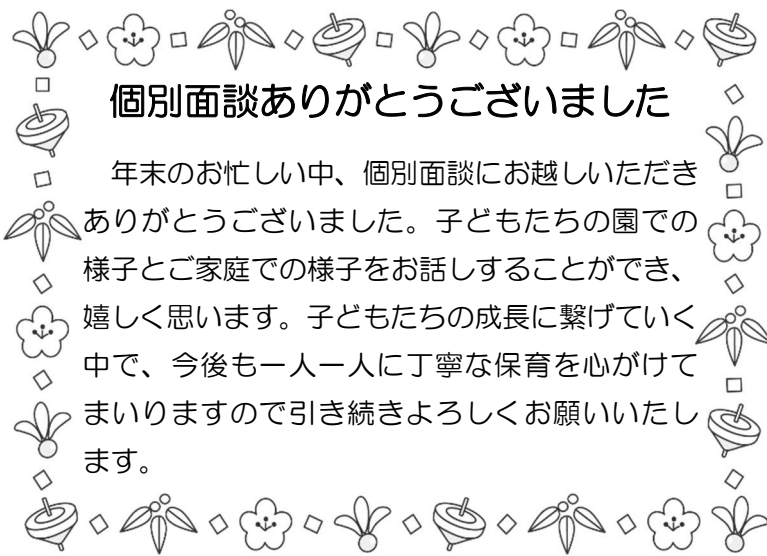 個別面談ありがとうございました
年末のお忙しい中、個別面談にお越しいただき
ありがとうございました。子どもたちの園での
様子とご家庭での様子をお話しすることができ、
嬉しく思います。子どもたちの成長に繋げていく
中で、今後も一人一人に丁寧な保育を心がけて
まいりますので引き続きよろしくお願いいたし
ます。